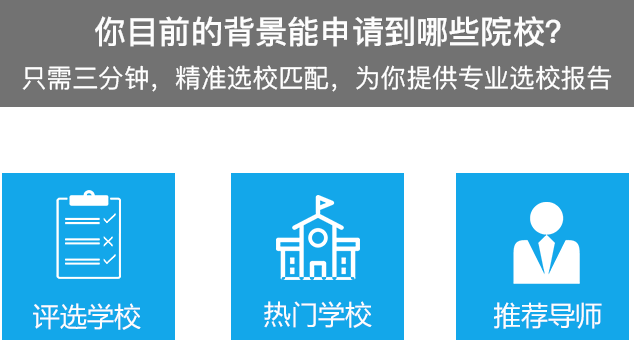 你目前的背景能申请到哪些院校?
只需三分钟，精准选校匹配，为你提供专业选校报告
评选学校
热门学校
推荐导师